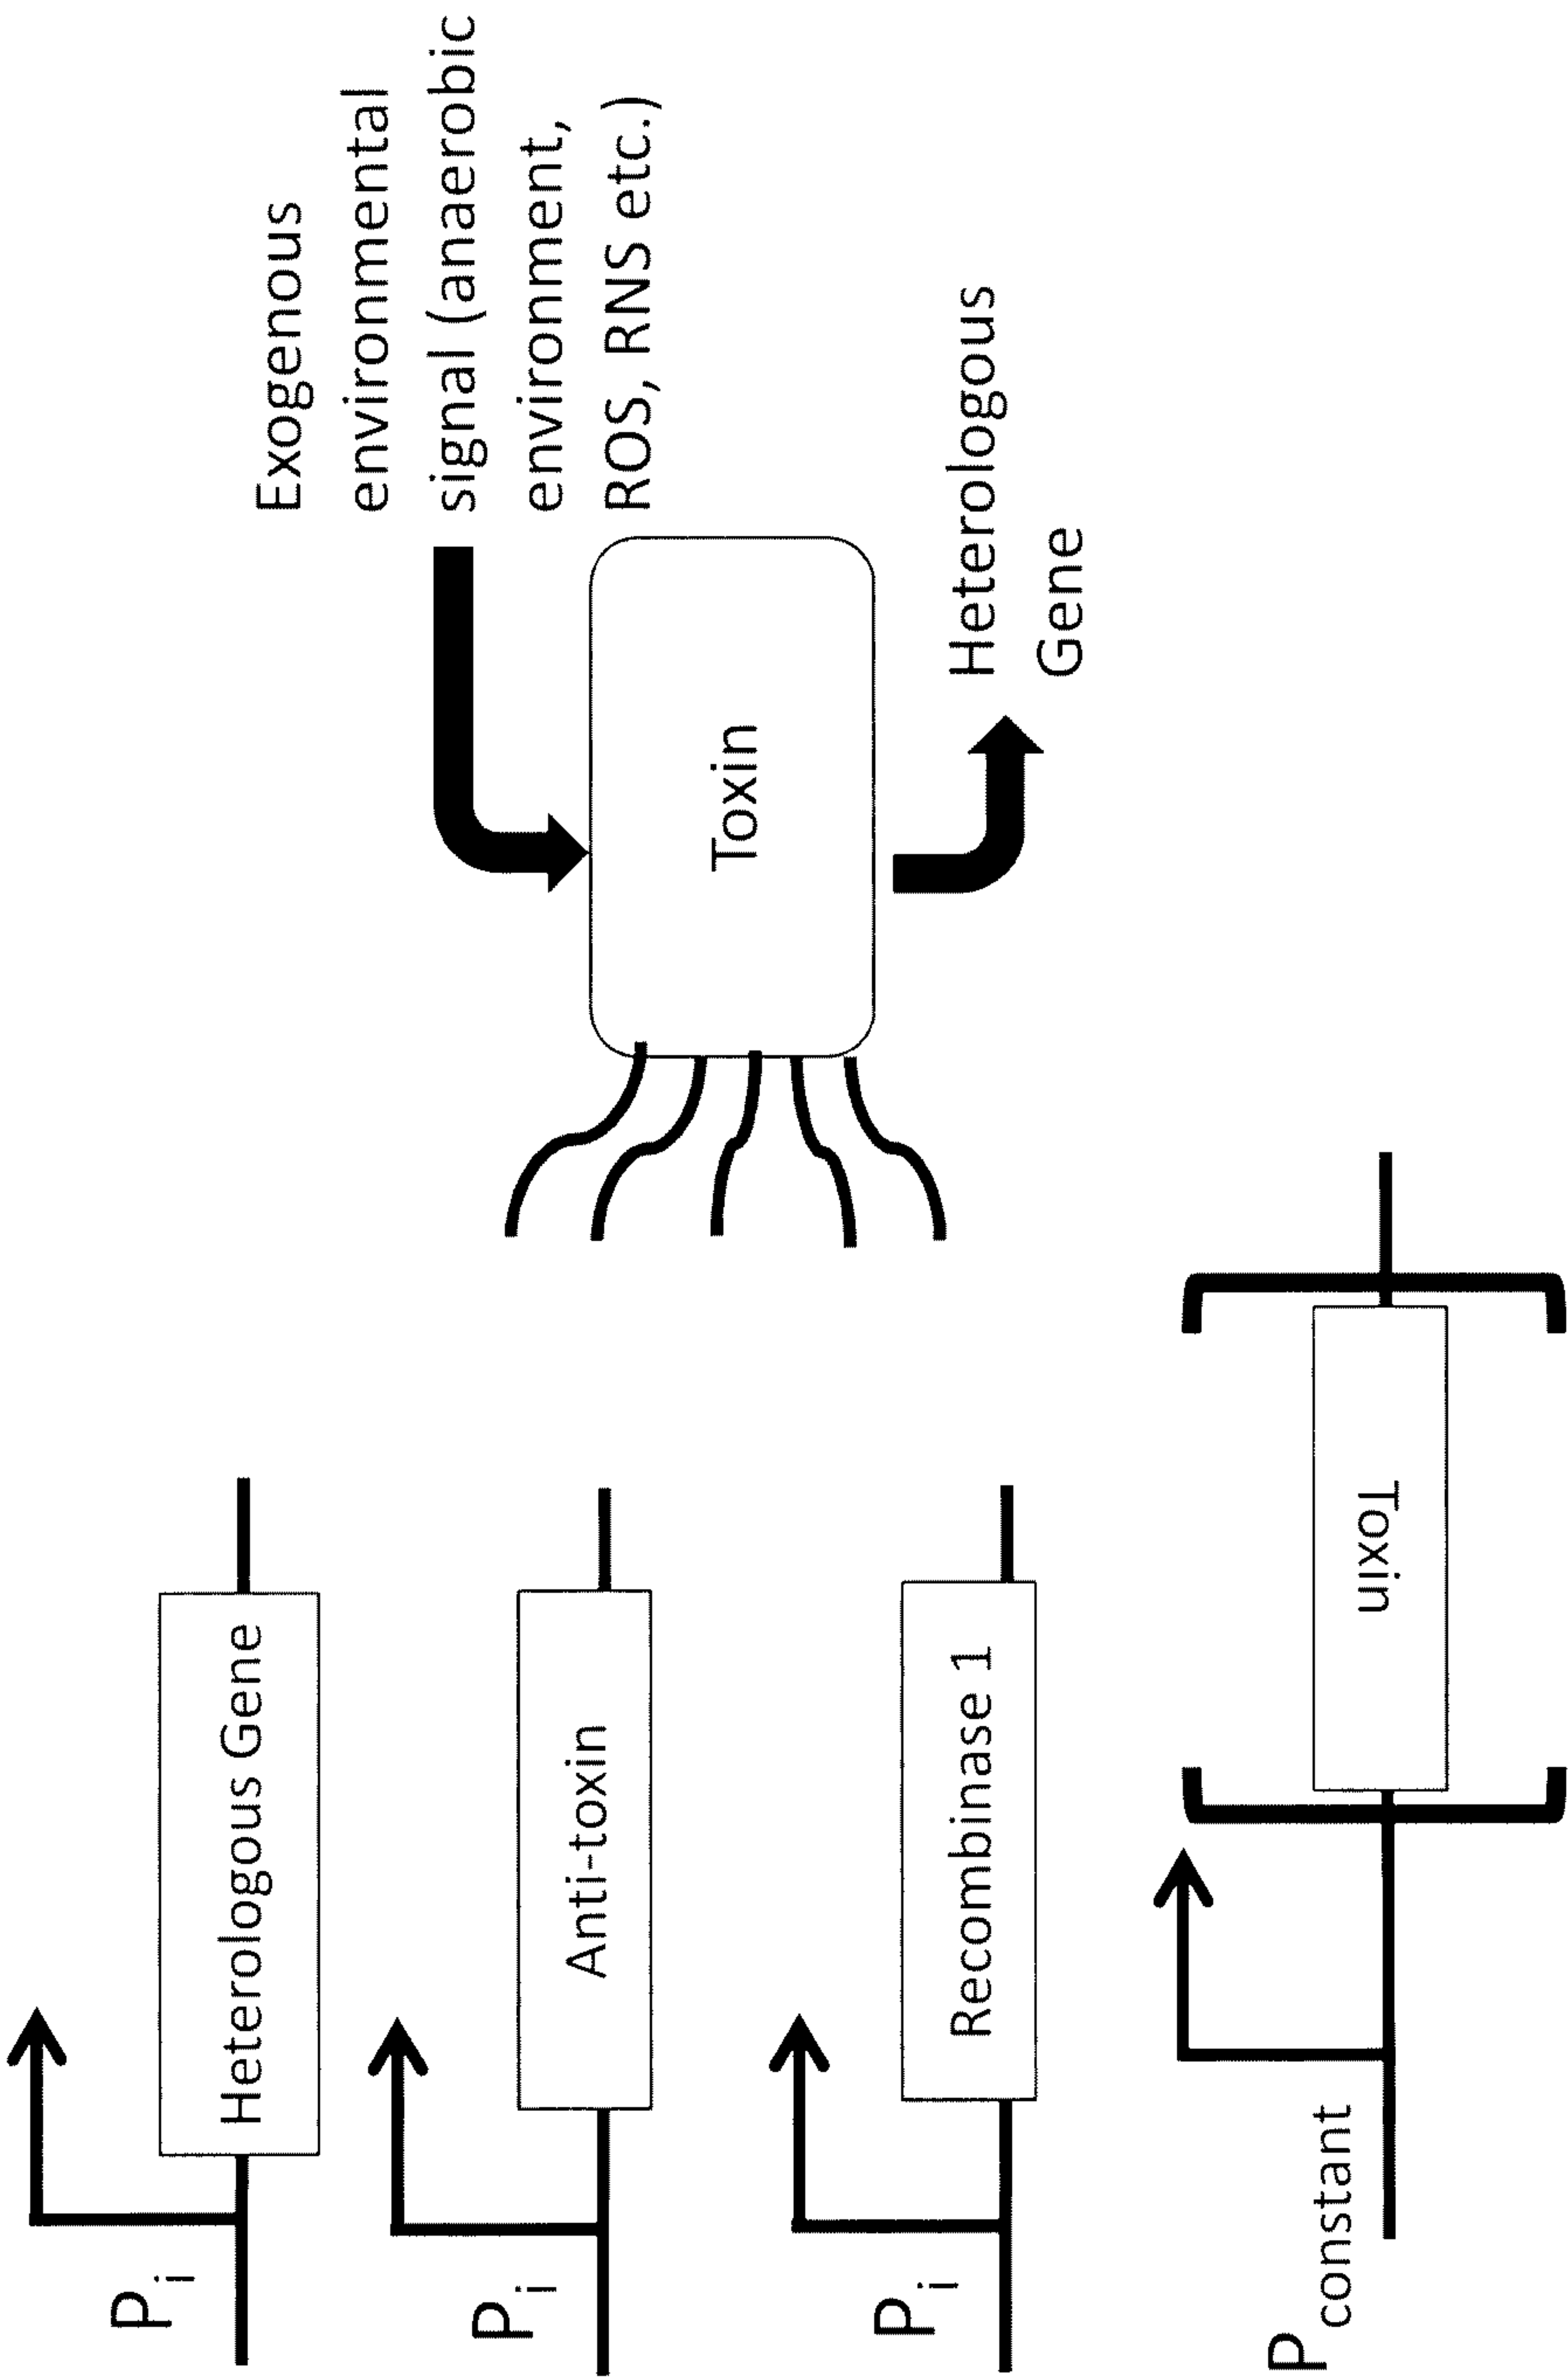 P i
Heterologous Gene
P i
Anti-toxin
P i
Recombinase 1
P constant
Toxin
Exogenous
environmental
signal (anaerobic
environment,
ROS, RNS etc.)
Toxin
Heterologous
Gene